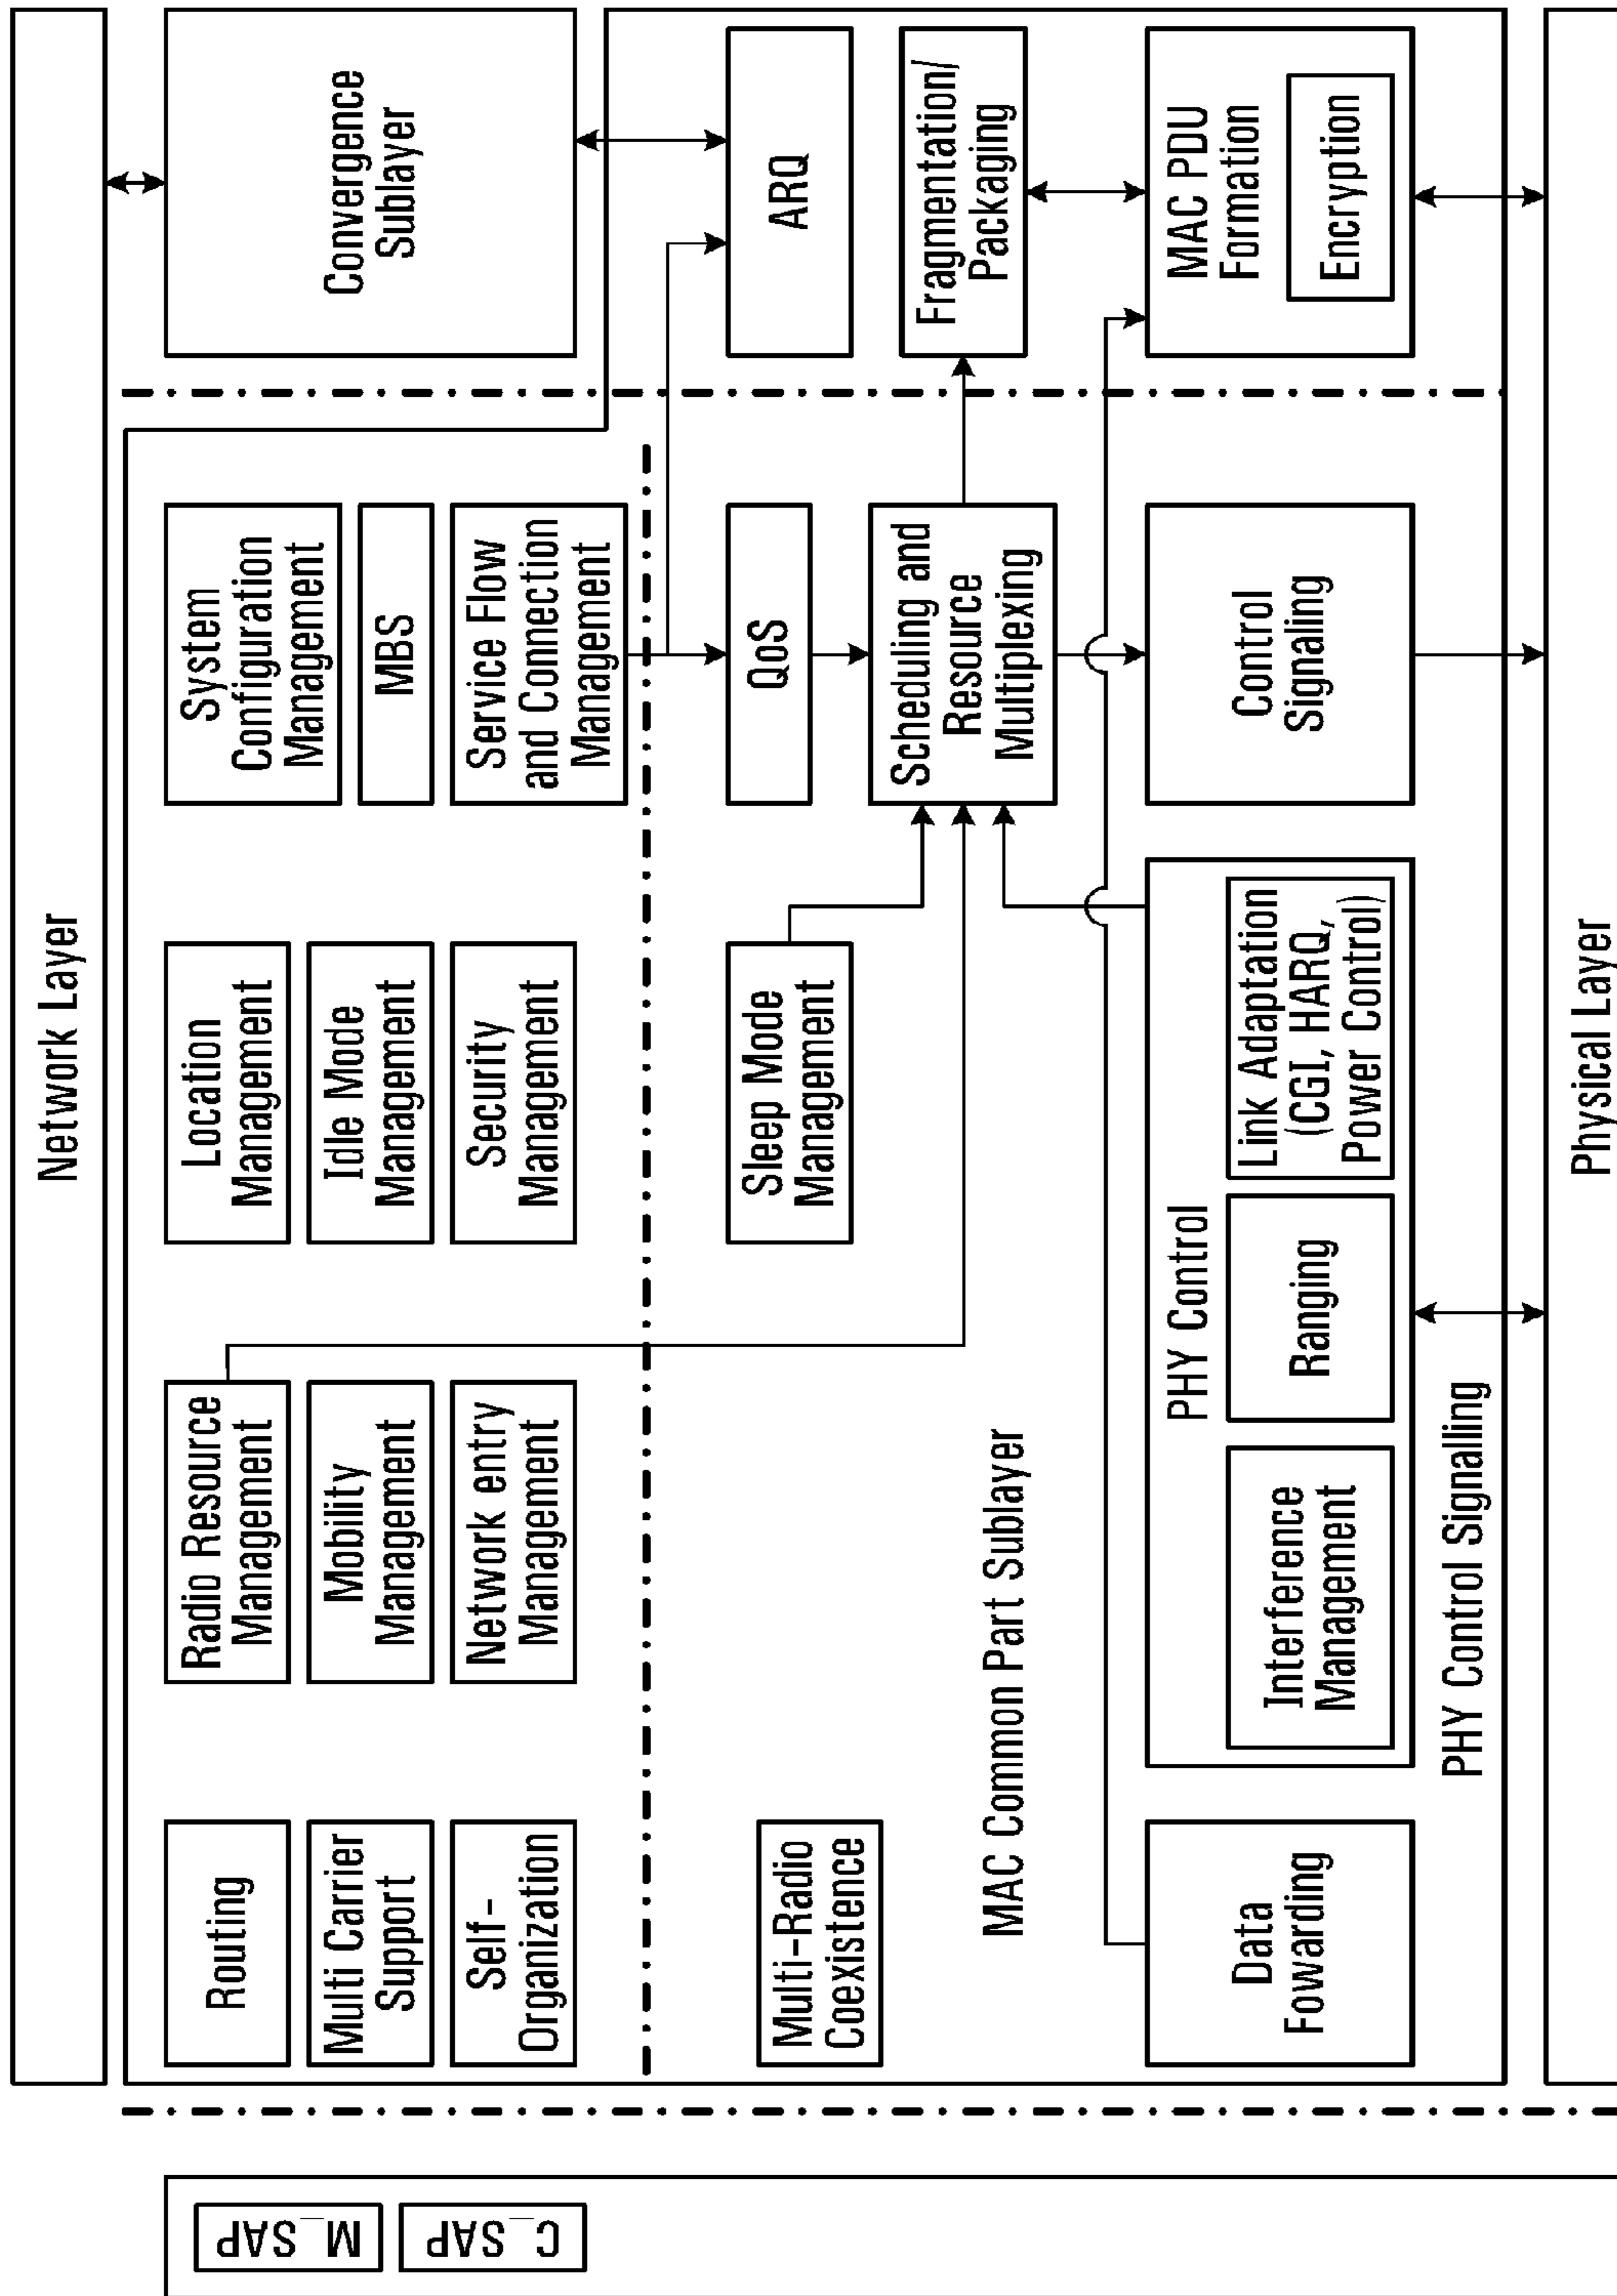 Network Layer
Routing
Multi Carrier
Support
Self-
Organization
Radio Resource
Management
Mobility
Management
Network entry
Management
Location
Management
Idle Mode
Management
Security
Management
System
Configuration
Management
MBS
Service Flow
and Connection
Management
Convergence
Sublayer
Multi-Radio
Coexistence
Sleep Mode
Management
QoS
Scheduling and
Resource
Multiplexing
ARQ
Fragmentation/
Packaging
MAC Common Part Sublayer
Data
Fowarding
PHY Control
Interference
Management
Ranging
Link Adaptation
(CGI, HARQ,
Power Control)
Control
Signaling
MAC PDU
Formation
Encryption
PHY Control Signalling
Physical Layer
M_SAP
C_SAP